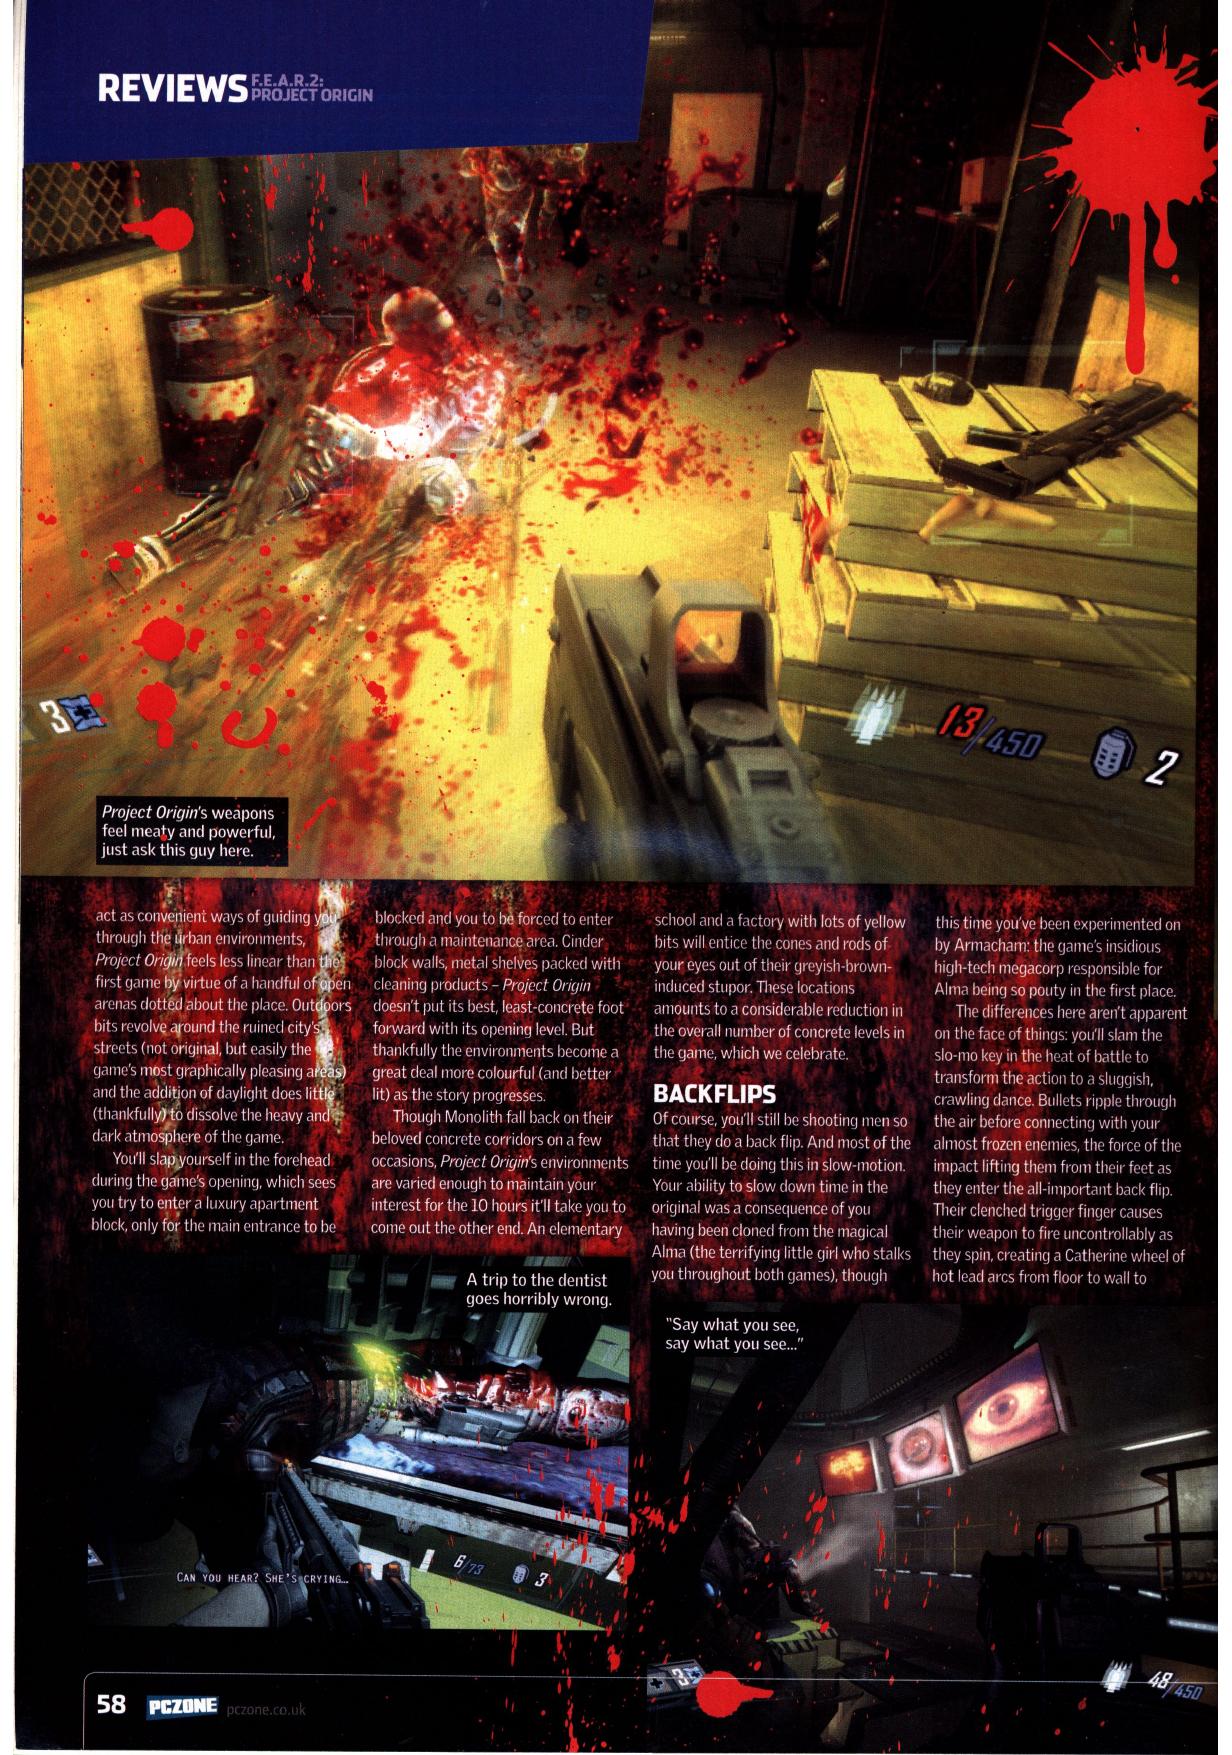 REVIEWS F.E.A.R.2:
PROJECT ORIGIN
3
13/450
2
Project Origin's weapons
feel meaty and powerful,
just ask this guy here.
act as convenient ways of guiding you
through the urban environments,
Project Origin feels less linear than the
first game by virtue of a handful of open
arenas dotted about the place. Outdoors
bits revolve around the ruined city's
streets (not original, but easily the
game's most graphically pleasing areas)
and the addition of daylight does little
(thankfully) to dissolve the heavy and
dark atmosphere of the game.
You'll slap yourself in the forehead
during the game's opening, which sees
you try to enter a luxury apartment
block, only for the main entrance to be
blocked and you to be forced to enter
through a maintenance area. Cinder
block walls, metal shelves packed with
cleaning products – Project Origin
doesn't put its best, least-concrete foot
forward with its opening level. But
thankfully the environments become a
great deal more colourful (and better
lit) as the story progresses.
Though Monolith fall back on their
beloved concrete corridors on a few
occasions, Project Origin's environments
are varied enough to maintain your
interest for the 10 hours it'll take you to
come out the other end. An elementary
school and a factory with lots of yellow
bits will entice the cones and rods of
your eyes out of their greyish-brown-
induced stupor. These locations
amounts to a considerable reduction in
the overall number of concrete levels in
the game, which we celebrate.
BACKFLIPS
Of course, you'll still be shooting men so
that they do a back flip. And most of the
time you'll be doing this in slow-motion.
Your ability to slow down time in the
original was a consequence of you
having been cloned from the magical
Alma (the terrifying little girl who stalks
you throughout both games), though
this time you've been experimented on
by Armacham: the game's insidious
high-tech megacorp responsible for
Alma being so pouty in the first place.
The differences here aren't apparent
on the face of things: you'll slam the
slo-mo key in the heat of battle to
transform the action to a sluggish,
crawling dance. Bullets ripple through
the air before connecting with your
almost frozen enemies, the force of the
impact lifting them from their feet as
they enter the all-important back flip.
Their clenched trigger finger causes
their weapon to fire uncontrollably as
they spin, creating a Catherine wheel of
hot lead arcs from floor to wall to
A trip to the dentist
goes horribly wrong.
CAN YOU HEAR? SHE'S CRYING...
6/73
3
"Say what you see,
say what you see..."
3
48/450
58 PCZONE pczone.co.uk